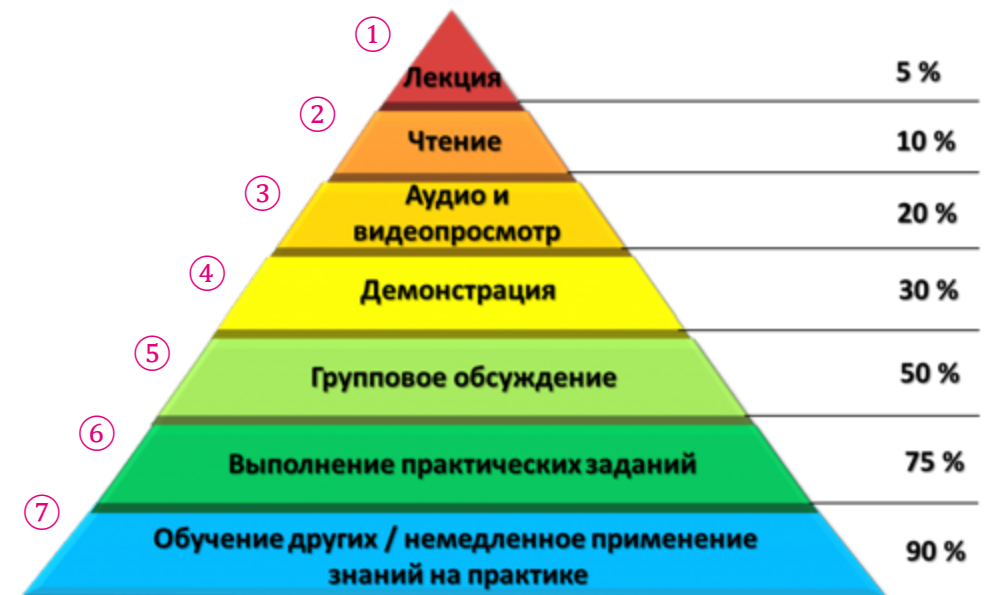 ①
Лекция 5 %
②
Чтение 10 %
③
Аудио и
видеопросмотр 20 %
④
Демонстрация 30 %
⑤
Групповое обсуждение 50 %
⑥
Выполнение практических заданий 75 %
⑦
Обучение других / немедленное применение
знаний на практике 90 %